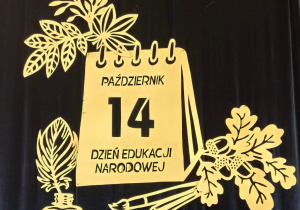 PAŹDZIERNIK
14
DZIEŃ EDUKACJI
NARODOWEJ